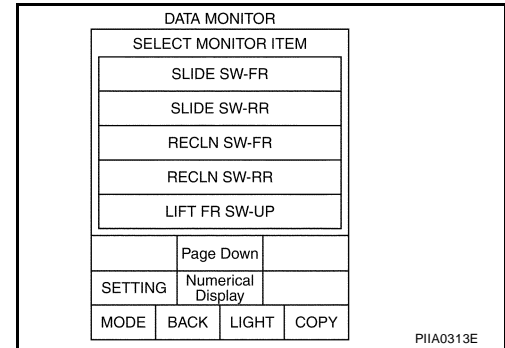 DATA MONITOR
SELECT MONITOR ITEM
SLIDE SW-FR
SLIDE SW-RR
RECLN SW-FR
RECLN SW-RR
LIFT FR SW-UP
Page Down
SETTING
Numerical
Display
MODE BACK LIGHT COPY
PIIA0313E